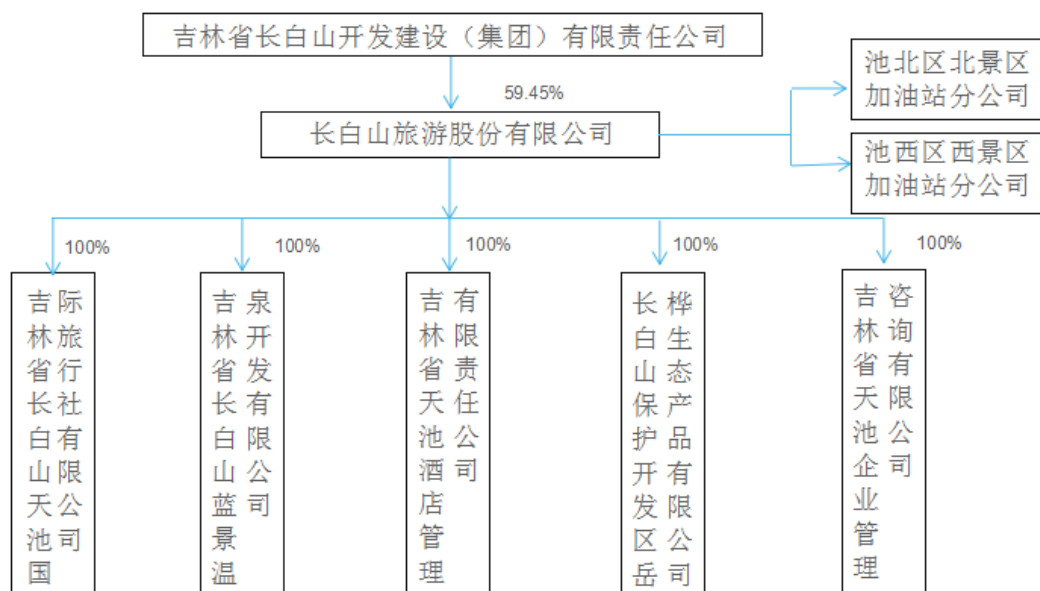 吉林省长白山开发建设（集团）有限责任公司
59.45%
长白山旅游股份有限公司
池北区北景区
加油站分公司
池西区西景区
加油站分公司
100%
100%
100%
100%
100%
吉林省长白山天池国
际旅行社有限公司
吉林省长白山蓝景温
泉开发有限公司
吉林省天池酒店管理
有限责任公司
长白山保护开发区岳
桦生态产品有限公司
吉林省天池企业管理
咨询有限公司